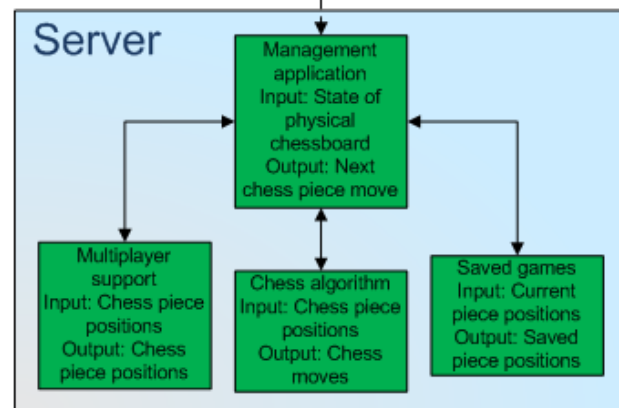 Server
Management
application
Input: State of
physical
chessboard
Output: Next
chess piece move
Multiplayer
support
Input: Chess piece
positions
Output: Chess
piece positions
Chess algorithm
Input: Chess piece
positions
Output: Chess
moves
Saved games
Input: Current
piece positions
Output: Saved
piece positions